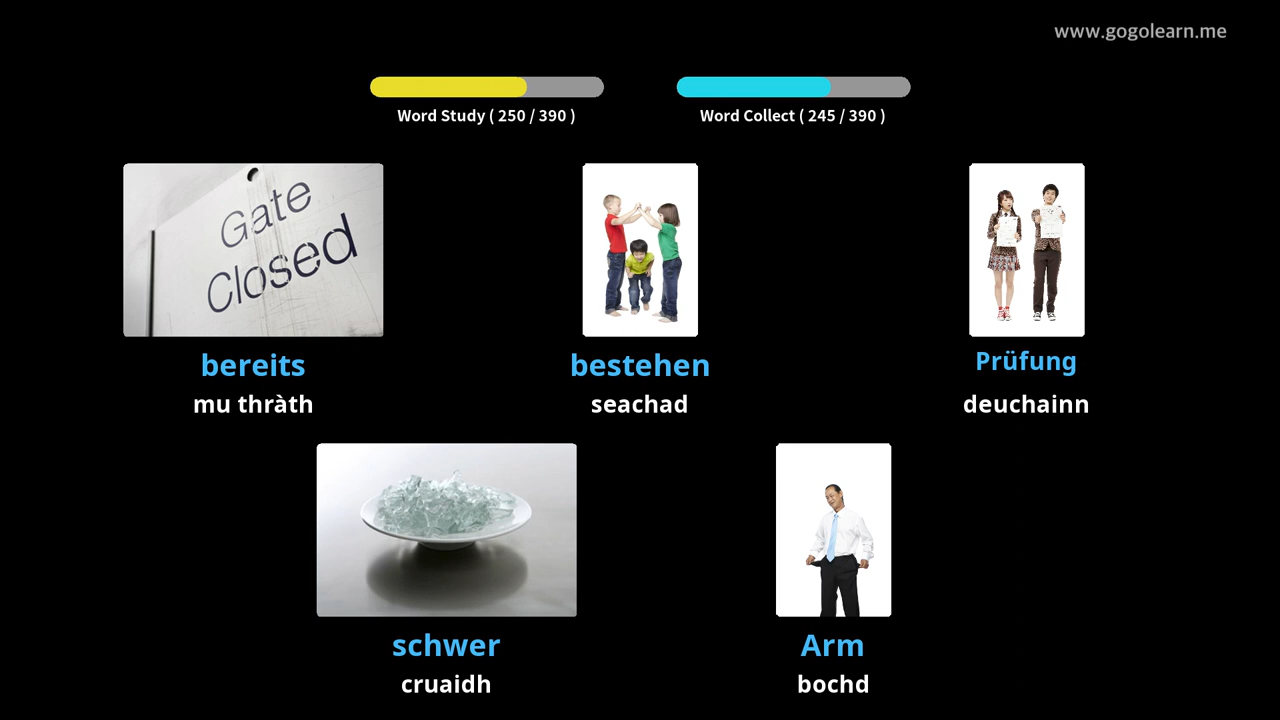 www.gogolearn.me
Word Study ( 250 / 390 )
Word Collect ( 245 / 390 )
Gate
Closed
bereits
mu thràth
bestehen
seachad
Prüfung
deuchainn
schwer
cruaidh
Arm
bochd